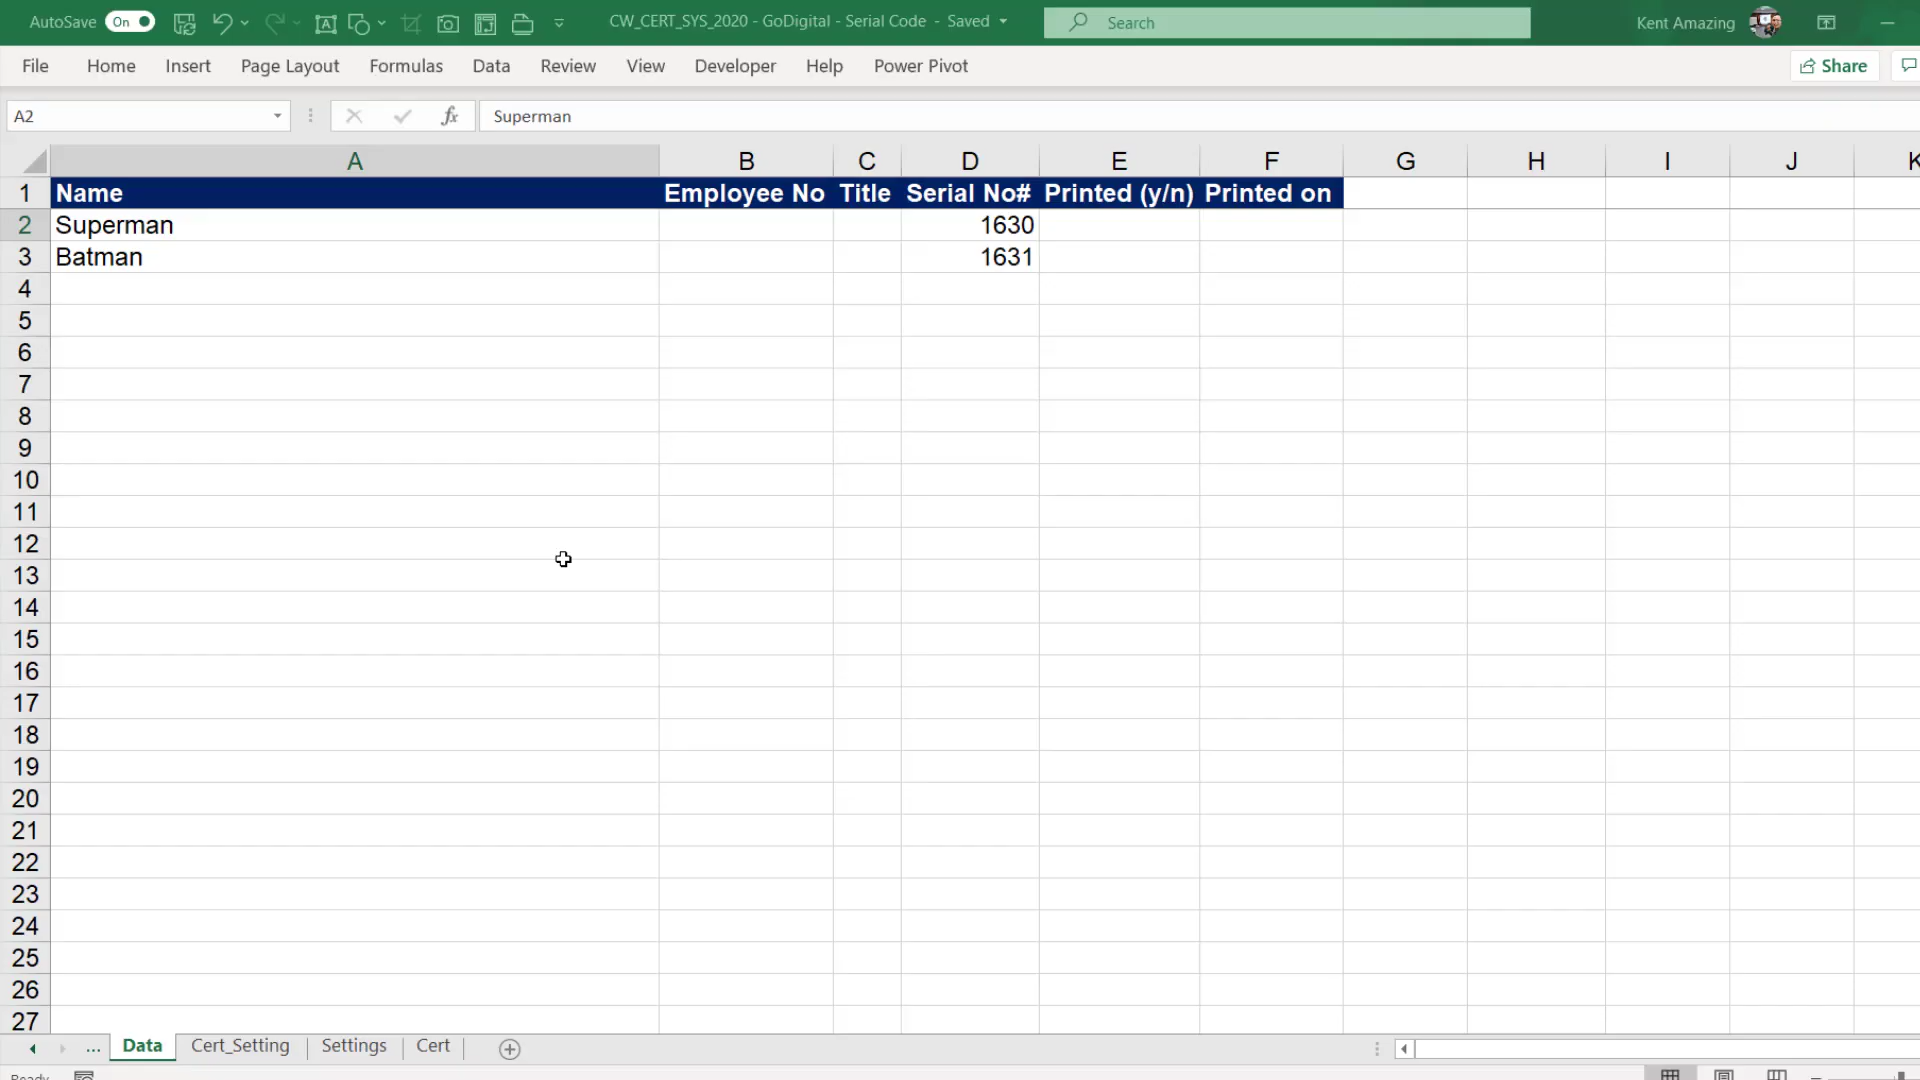 AutoSave On CW_CERT_SYS_2020 - GoDigital - Serial Code - Saved Search Kent Amazing
File Home Insert Page Layout Formulas Data Review View Developer Help Power Pivot Share
A2 fx Superman
A B C D E F G H I J K
1 Name Employee No Title Serial No# Printed (y/n) Printed on
2 Superman 1630
3 Batman 1631
4
5
6
7
8
9
10
11
12
13
14
15
16
17
18
19
20
21
22
23
24
25
26
27
... Data Cert_Setting Settings Cert
Ready